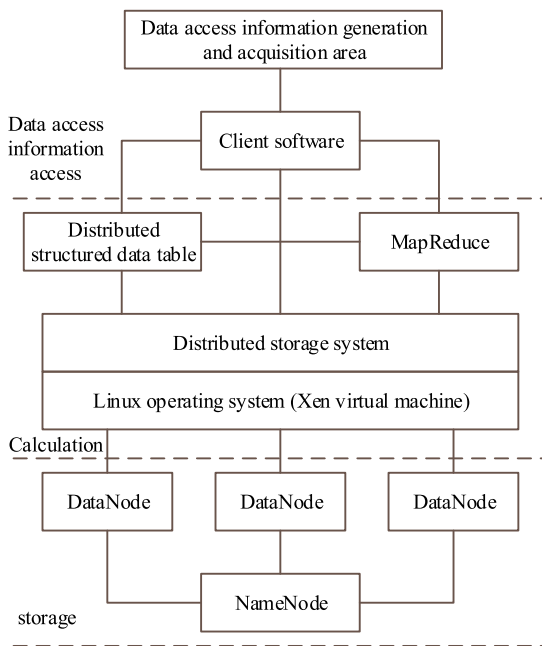 Data access information generation
and acquisition area
Data access
information
access
Client software
Distributed
structured data table
MapReduce
Distributed storage system
Linux operating system (Xen virtual machine)
Calculation
DataNode
DataNode
DataNode
NameNode
storage